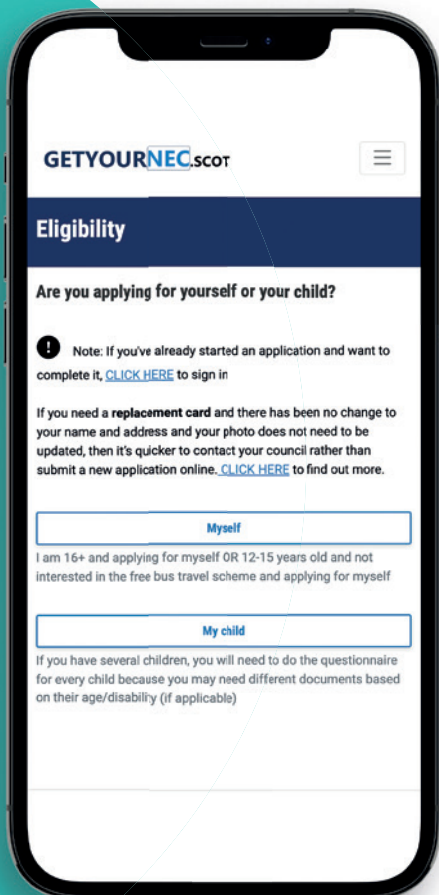 GETYOURNEC.SCOT
Eligibility
Are you applying for yourself or your child?
! Note: If you've already started an application and want to
complete it, CLICK HERE to sign in
If you need a replacement card and there has been no change to
your name and address and your photo does not need to be
updated, then it's quicker to contact your council rather than
submit a new application online. CLICK HERE to find out more.
Myself
I am 16+ and applying for myself OR 12-15 years old and not
interested in the free bus travel scheme and applying for myself
My child
If you have several children, you will need to do the questionnaire
for every child because you may need different documents based
on their age/disability (if applicable)